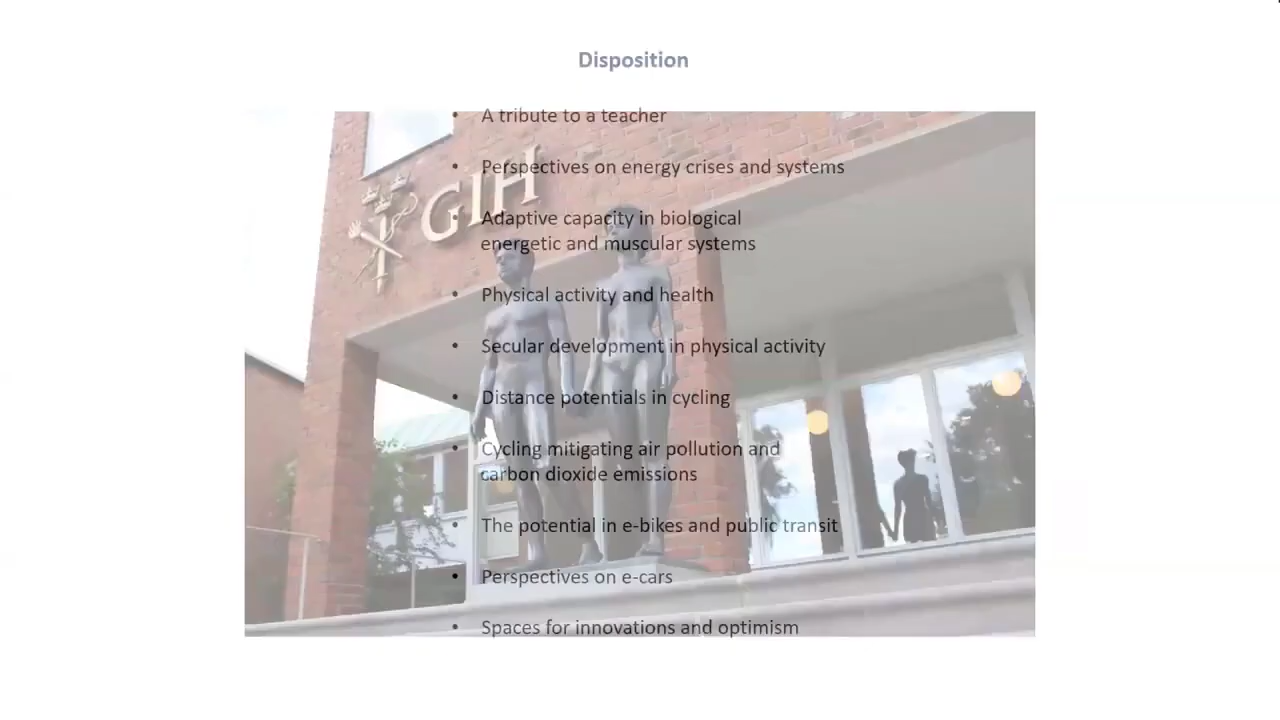 Disposition
• A tribute to a teacher
• Perspectives on energy crises and systems
GIH
• Adaptive capacity in biological
energetic and muscular systems
• Physical activity and health
• Secular development in physical activity
• Distance potentials in cycling
• Cycling mitigating air pollution and
carbon dioxide emissions
• The potential in e-bikes and public transit
• Perspectives on e-cars
• Spaces for innovations and optimism